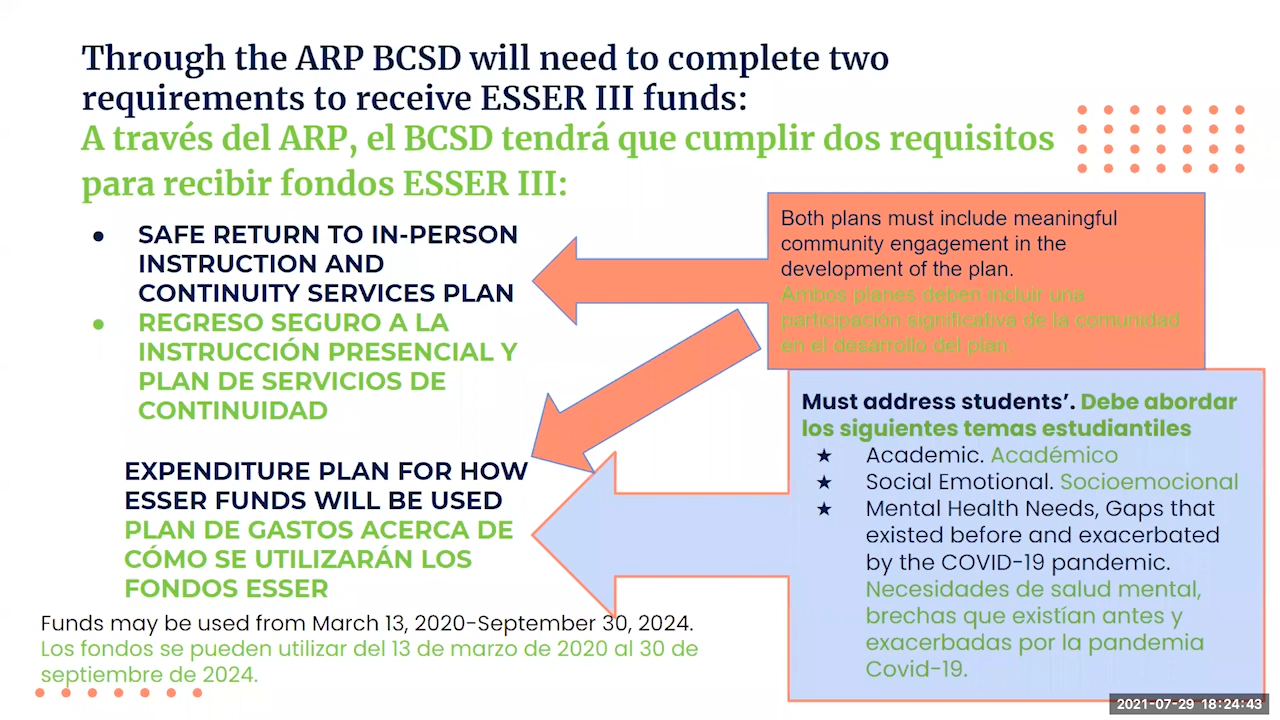 Through the ARP BCSD will need to complete two
requirements to receive ESSER III funds:
A través del ARP, el BCSD tendrá que cumplir dos requisitos
para recibir fondos ESSER III:
● SAFE RETURN TO IN-PERSON
INSTRUCTION AND
CONTINUITY SERVICES PLAN
● REGRESO SEGURO A LA
INSTRUCCIÓN PRESENCIAL Y
PLAN DE SERVICIOS DE
CONTINUIDAD
EXPENDITURE PLAN FOR HOW
ESSER FUNDS WILL BE USED
PLAN DE GASTOS ACERCA DE
CÓMO SE UTILIZARÁN LOS
FONDOS ESSER
Funds may be used from March 13, 2020-September 30, 2024.
Los fondos se pueden utilizar del 13 de marzo de 2020 al 30 de
septiembre de 2024.
Both plans must include meaningful
community engagement in the
development of the plan.
Ambos planes deben incluir una
participación significativa de la comunidad
en el desarrollo del plan.
Must address students’. Debe abordar
los siguientes temas estudiantiles
★ Academic. Académico
★ Social Emotional. Socioemocional
★ Mental Health Needs, Gaps that
existed before and exacerbated
by the COVID-19 pandemic.
Necesidades de salud mental,
brechas que existían antes y
exacerbadas por la pandemia
Covid-19.
2021-07-29 18:24:43